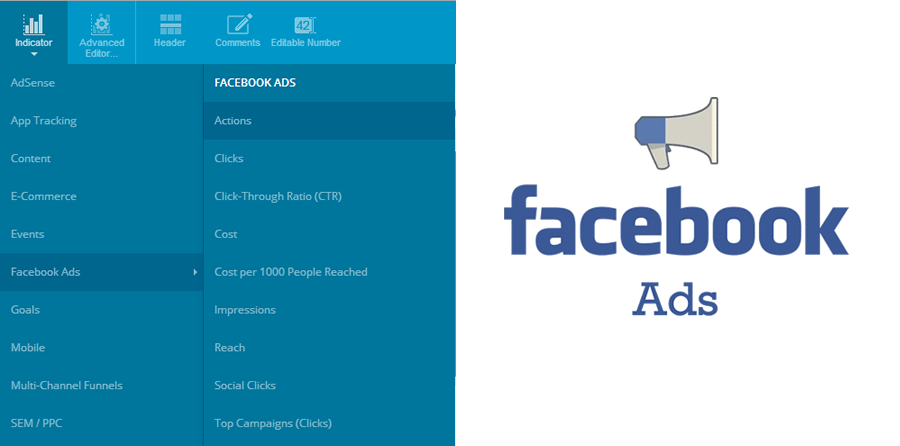 Indicator
Advanced
Editor...
Header
Comments
42
Editable Number
AdSense
App Tracking
Content
E-Commerce
Events
Facebook Ads
Goals
Mobile
Multi-Channel Funnels
SEM / PPC
FACEBOOK ADS
Actions
Clicks
Click-Through Ratio (CTR)
Cost
Cost per 1000 People Reached
Impressions
Reach
Social Clicks
Top Campaigns (Clicks)
facebook
Ads